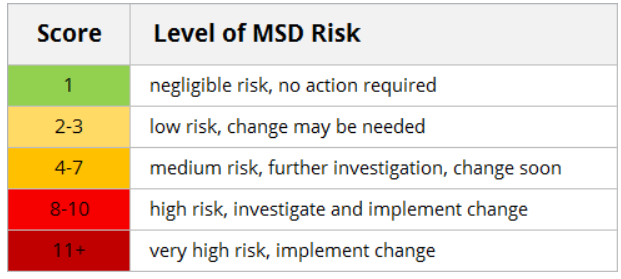 Score Level of MSD Risk
1 negligible risk, no action required
2-3 low risk, change may be needed
4-7 medium risk, further investigation, change soon
8-10 high risk, investigate and implement change
11+ very high risk, implement change